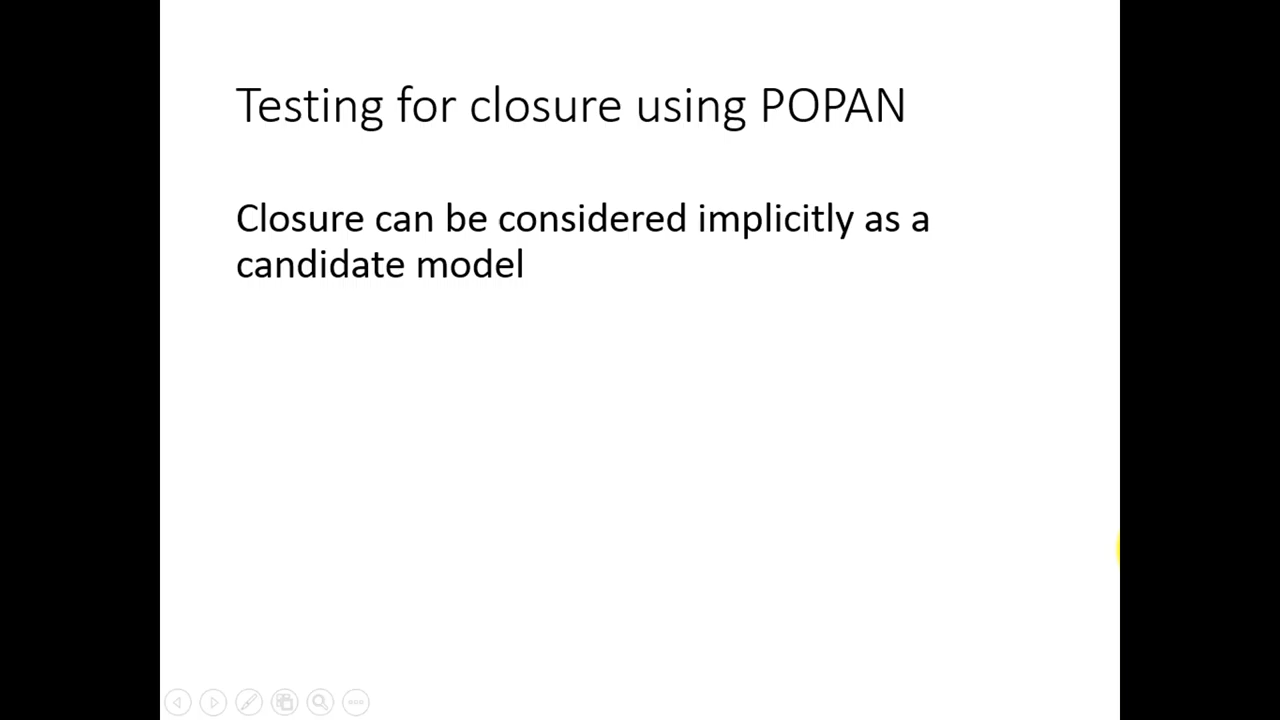 Testing for closure using POPAN
Closure can be considered implicitly as a
candidate model